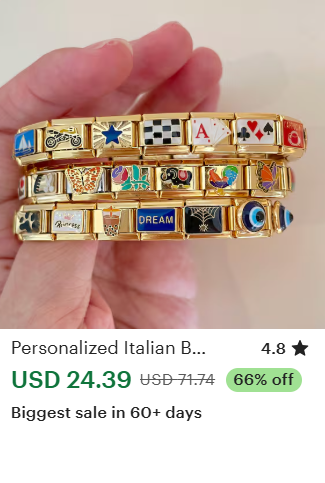 A
Princess
DREAM
Personalized Italian B... 4.8
USD 24.39 USD 71.74 66% off
Biggest sale in 60+ days